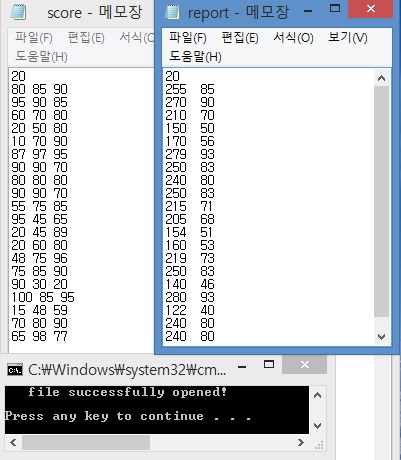 score - 메모장
파일(F) 편집(E) 서식(O)
도움말(H)
20
80 85 90
95 90 85
60 70 80
20 50 80
10 70 90
87 97 95
90 90 70
80 80 80
90 90 70
55 75 85
95 45 65
20 45 89
20 60 80
48 75 96
75 85 90
90 30 20
100 85 95
15 48 59
70 80 90
65 98 77
report - 메모장
파일(F) 편집(E) 서식(O) 보기(V)
도움말(H)
20
255 85
270 90
210 70
150 50
170 56
279 93
250 83
240 80
250 83
215 71
205 68
154 51
160 53
219 73
250 83
140 46
280 93
122 40
240 80
240 80
C:₩Windows₩system32₩cm...
file successfully opened!
Press any key to continue . . .